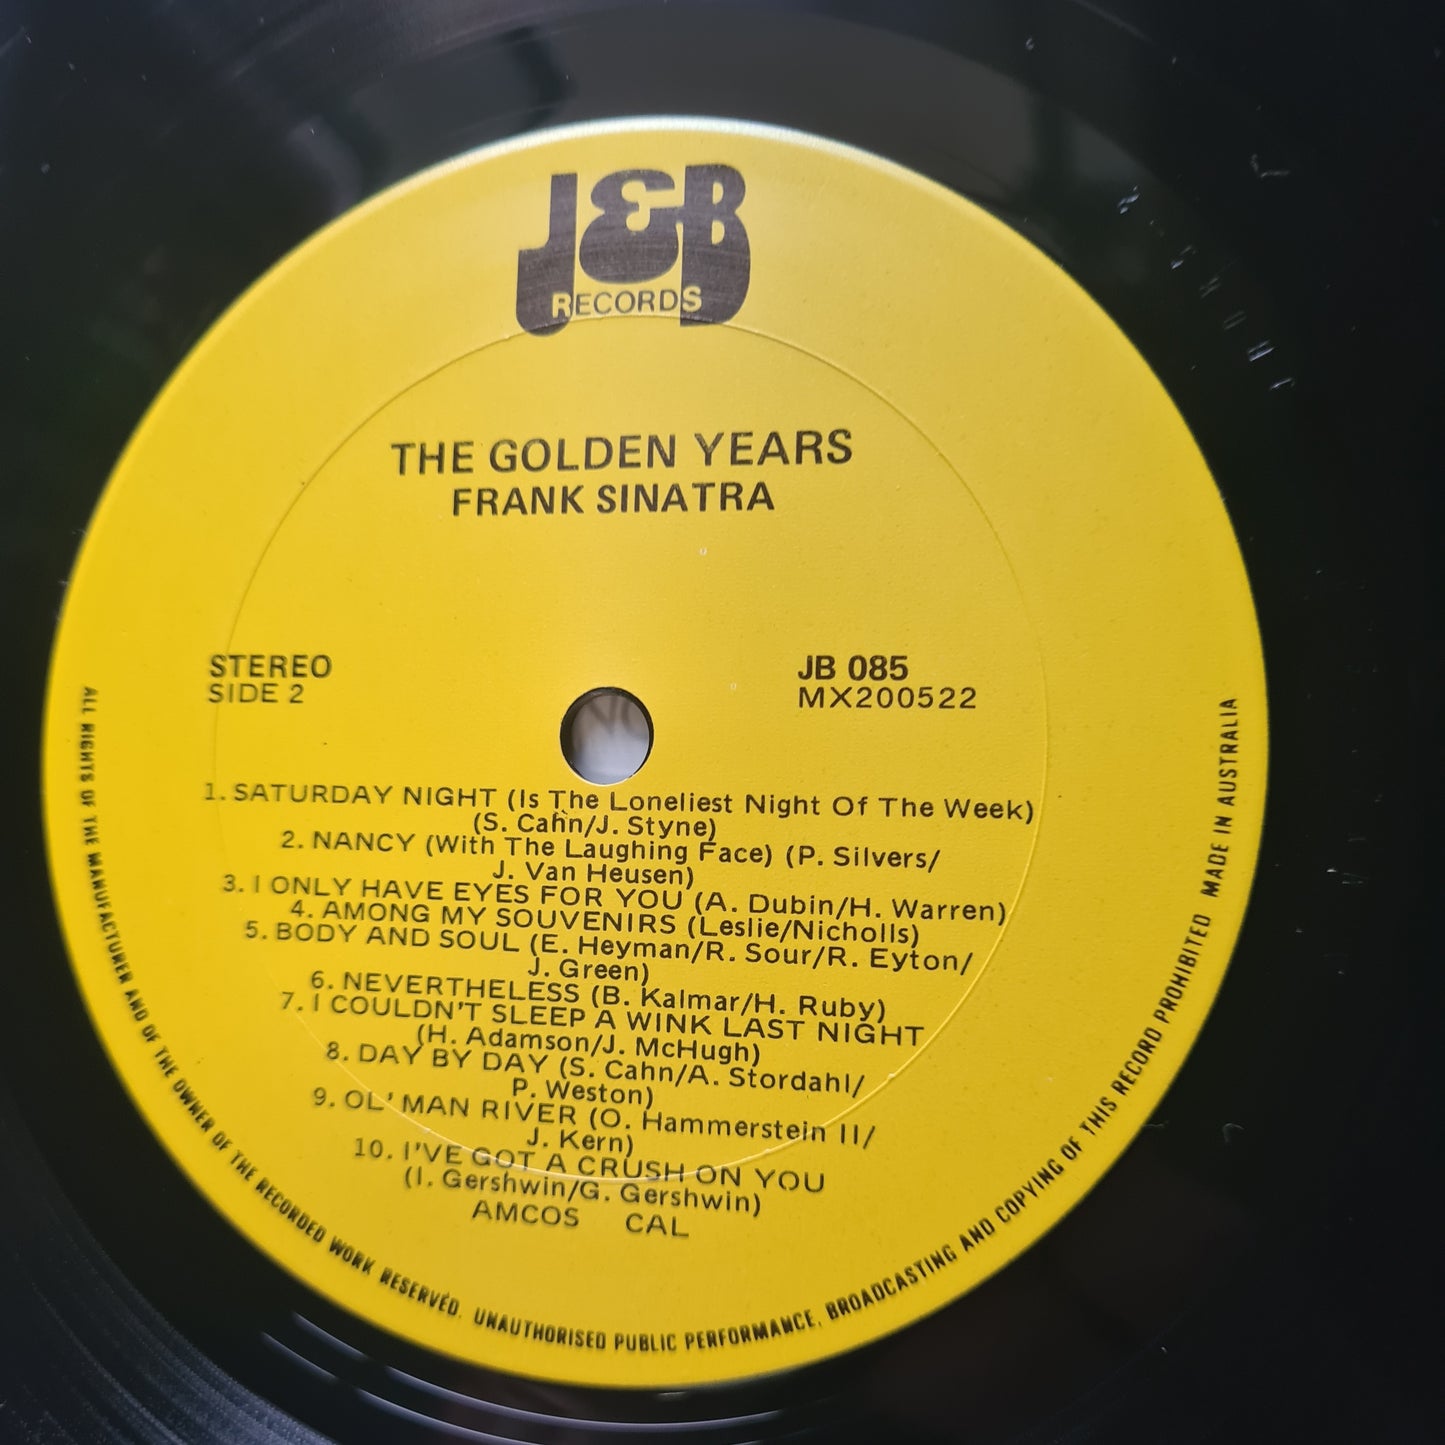 J&B
RECORDS
THE GOLDEN YEARS
FRANK SINATRA
STEREO
SIDE 2
JB 085
MX200522
1. SATURDAY NIGHT (Is The Loneliest Night Of The Week)
(S. Cahn/J. Styne)
2. NANCY (With The Laughing Face) (P. Silvers/
J. Van Heusen)
3. I ONLY HAVE EYES FOR YOU (A. Dubin/H. Warren)
4. AMONG MY SOUVENIRS (Leslie/Nicholls)
5. BODY AND SOUL (E. Heyman/R. Sour/R. Eyton/
J. Green)
6. NEVERTHELESS (B. Kalmar/H. Ruby)
7. I COULDN'T SLEEP A WINK LAST NIGHT
(H. Adamson/J. McHugh)
8. DAY BY DAY (S. Cahn/A. Stordahl/
P. Weston)
9. OL' MAN RIVER (O. Hammerstein II/
J. Kern)
10. I'VE GOT A CRUSH ON YOU
(I. Gershwin/G. Gershwin)
AMCOS CAL
ALL RIGHTS OF THE MANUFACTURER AND OF THE OWNER OF THE RECORDED WORK RESERVED. UNAUTHORISED PUBLIC PERFORMANCE, BROADCASTING AND COPYING OF THIS RECORD PROHIBITED MADE IN AUSTRALIA